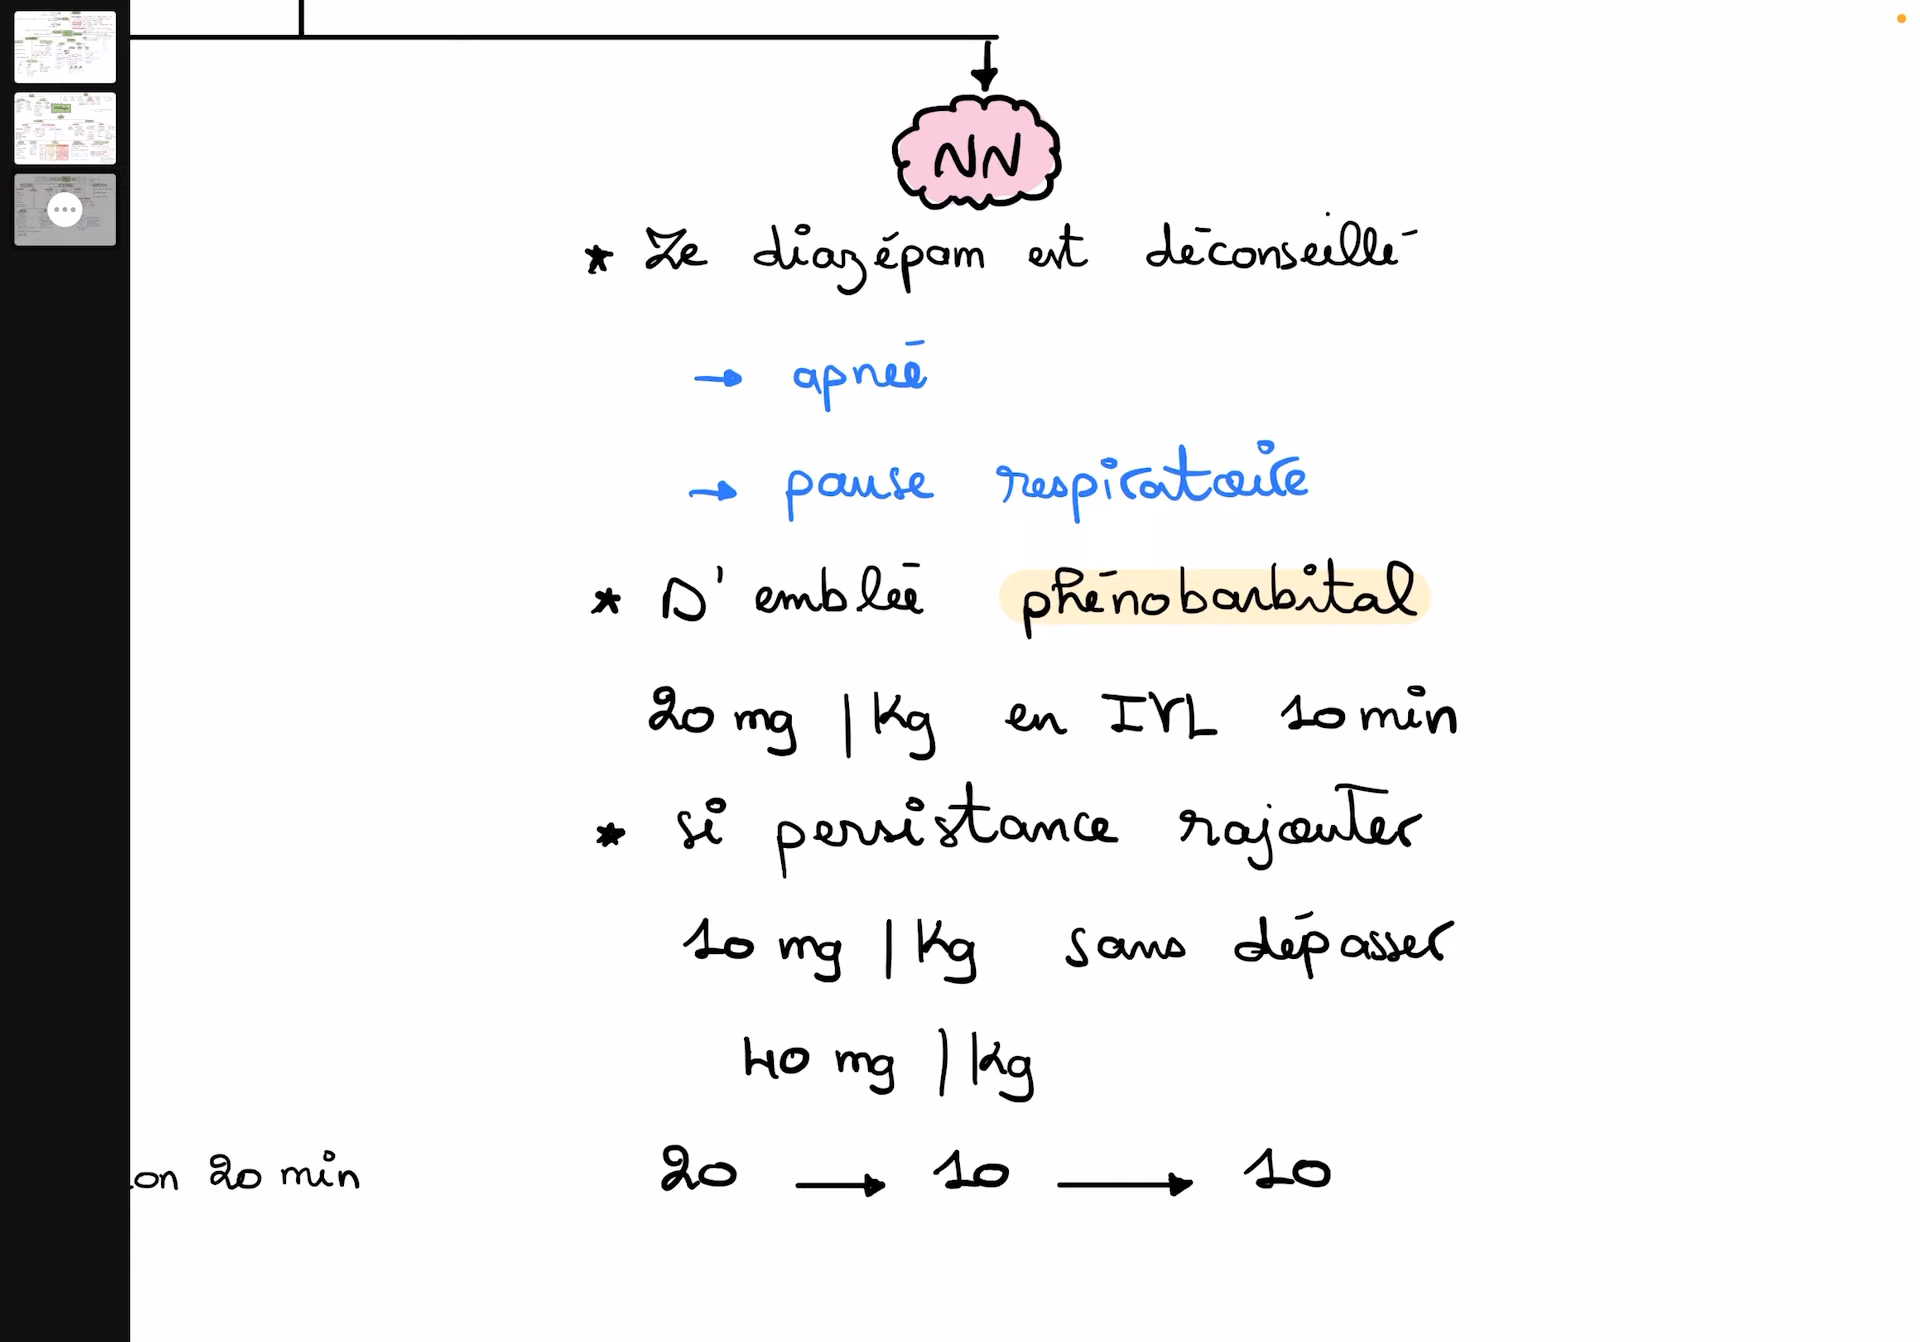 NN
* Le diazépam est déconseillé
→ apnée
→ pause respiratoire
* D'emblée phénobarbital
20 mg / Kg en IVL 10 min
* si persistance rajouter
10 mg / Kg sans dépasser
40 mg / Kg
on 20 min
20 → 10 → 10